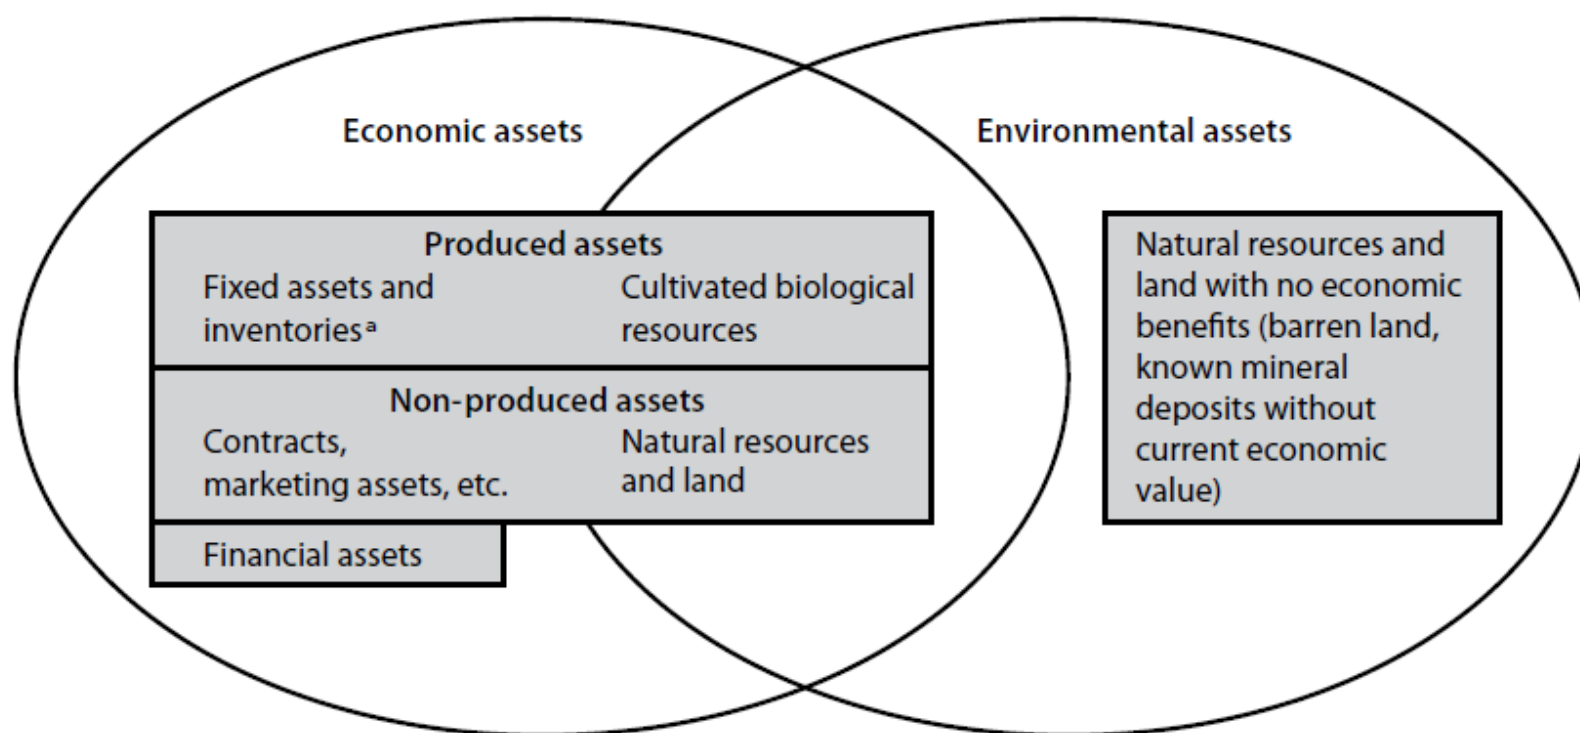 Economic assets
Environmental assets
Produced assets
Fixed assets and
inventoriesª
Cultivated biological
resources
Non-produced assets
Contracts,
marketing assets, etc.
Natural resources
and land
Financial assets
Natural resources and
land with no economic
benefits (barren land,
known mineral
deposits without
current economic
value)